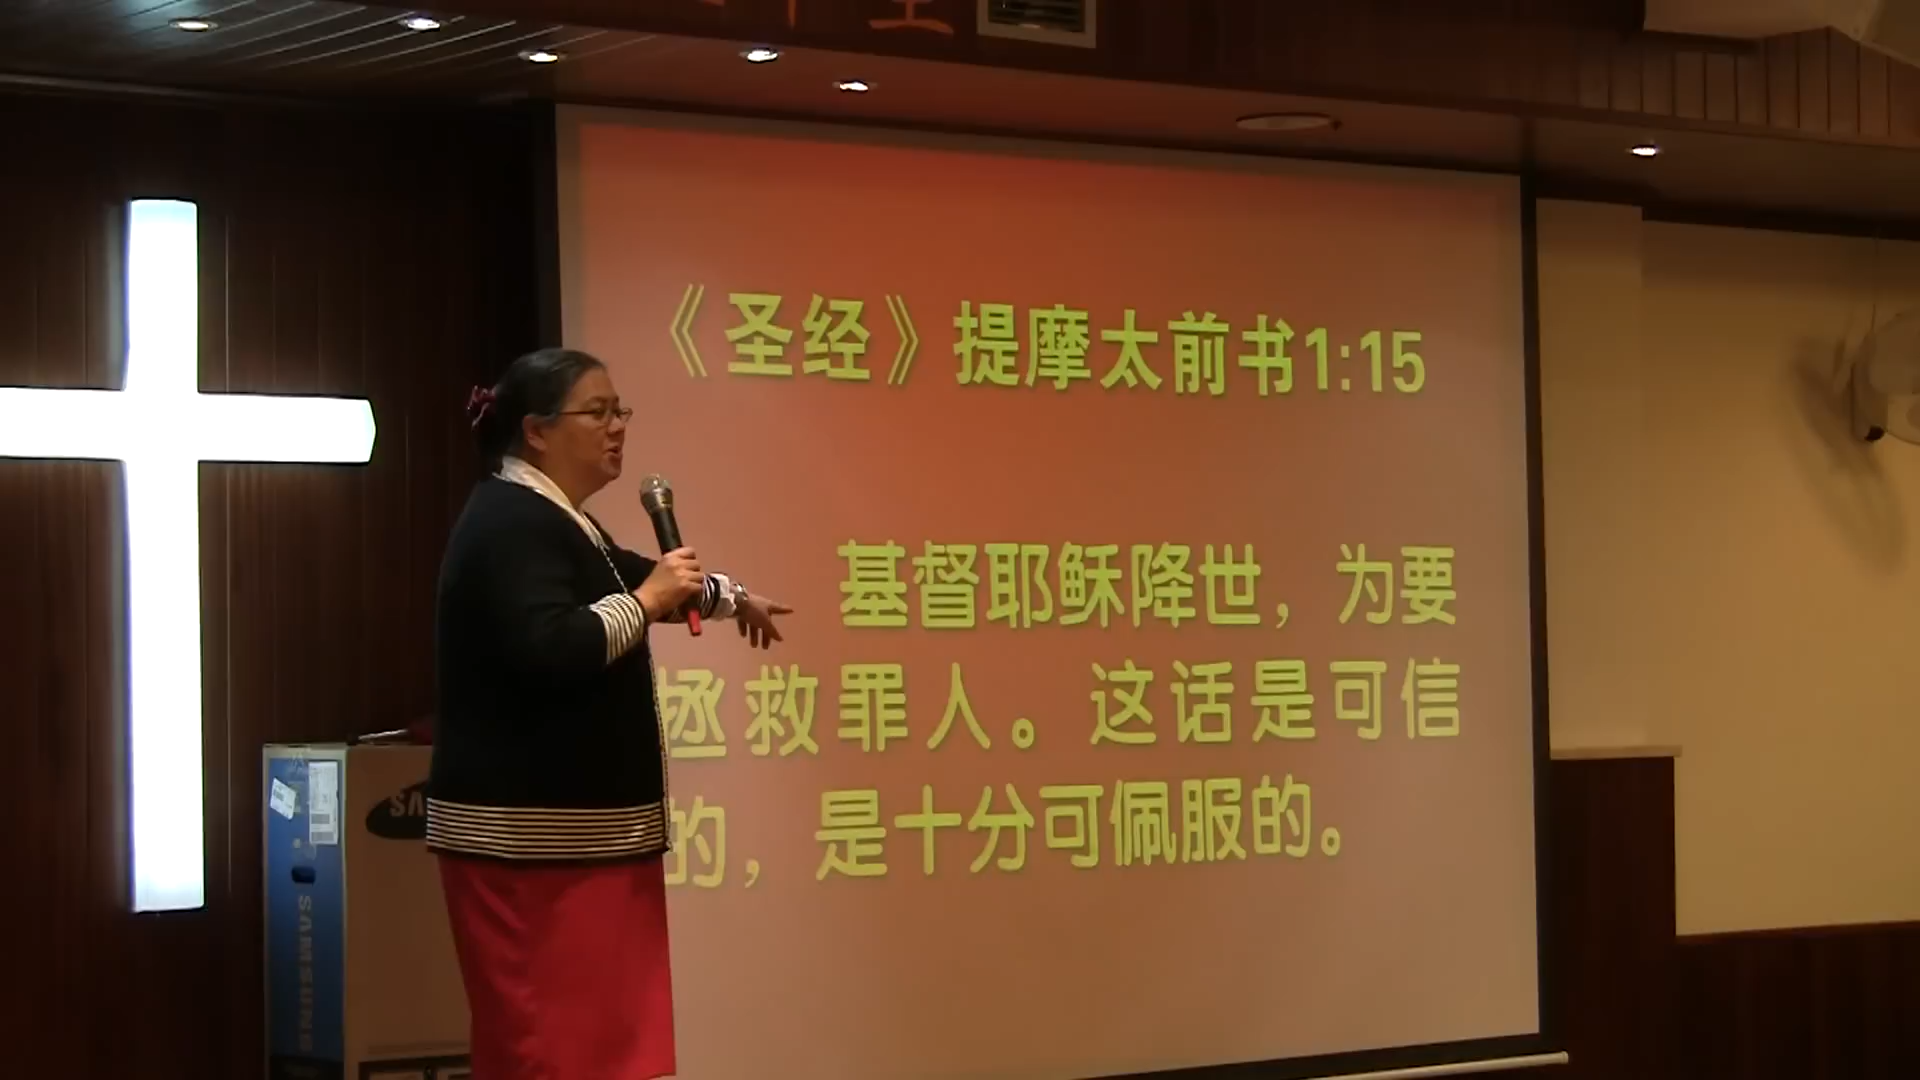 《圣经》提摩太前书1:15
基督耶稣降世，为要
拯救罪人。这话是可信
的，是十分可佩服的。
SAMSUNG